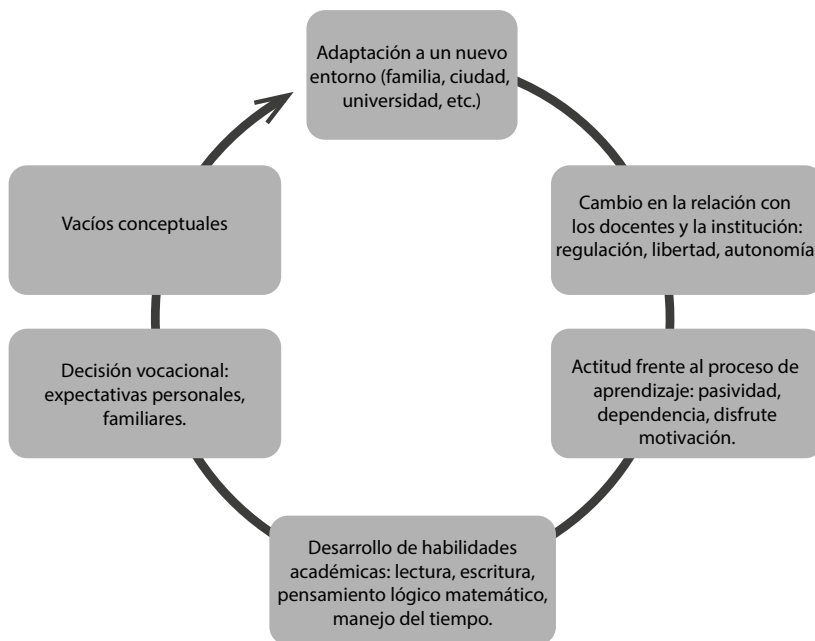 Adaptación a un nuevo
entorno (familia, ciudad,
universidad, etc.)
Cambio en la relación con
los docentes y la institución:
regulación, libertad, autonomía
Actitud frente al proceso de
aprendizaje: pasividad,
dependencia, disfrute
motivación.
Desarrollo de habilidades
académicas: lectura, escritura,
pensamiento lógico matemático,
manejo del tiempo.
Decisión vocacional:
expectativas personales,
familiares.
Vacíos conceptuales